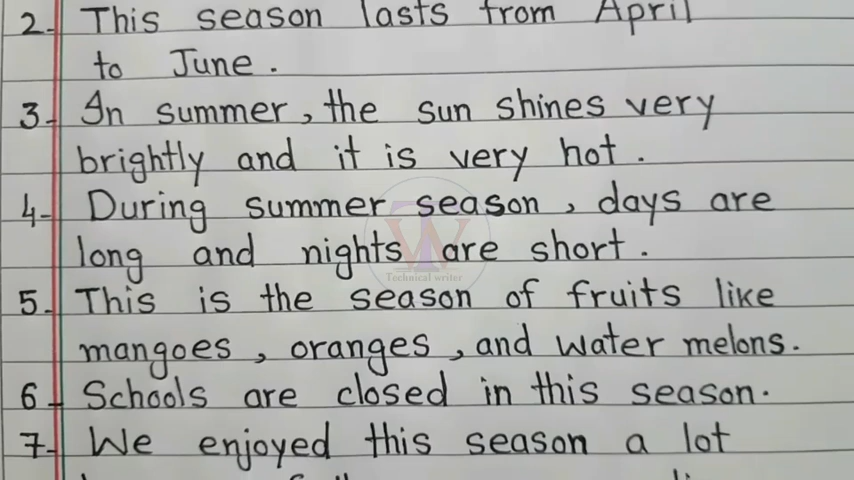 2. This season lasts from April
to June.
3. In summer, the sun shines very
brightly and it is very hot.
4. During summer season, days are
long and nights are short.
Technical writer
5. This is the season of fruits like
mangoes, oranges, and water melons.
6. Schools are closed in this season.
7. We enjoyed this season a lot